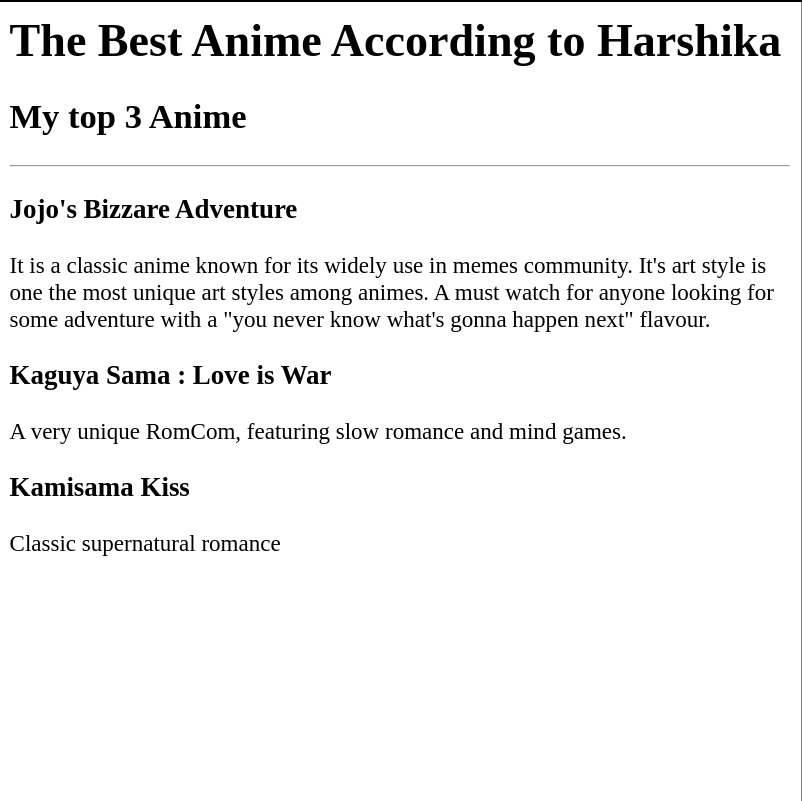 The Best Anime According to Harshika
My top 3 Anime
Jojo's Bizzare Adventure
It is a classic anime known for its widely use in memes community. It's art style is
one the most unique art styles among animes. A must watch for anyone looking for
some adventure with a "you never know what's gonna happen next" flavour.
Kaguya Sama : Love is War
A very unique RomCom, featuring slow romance and mind games.
Kamisama Kiss
Classic supernatural romance